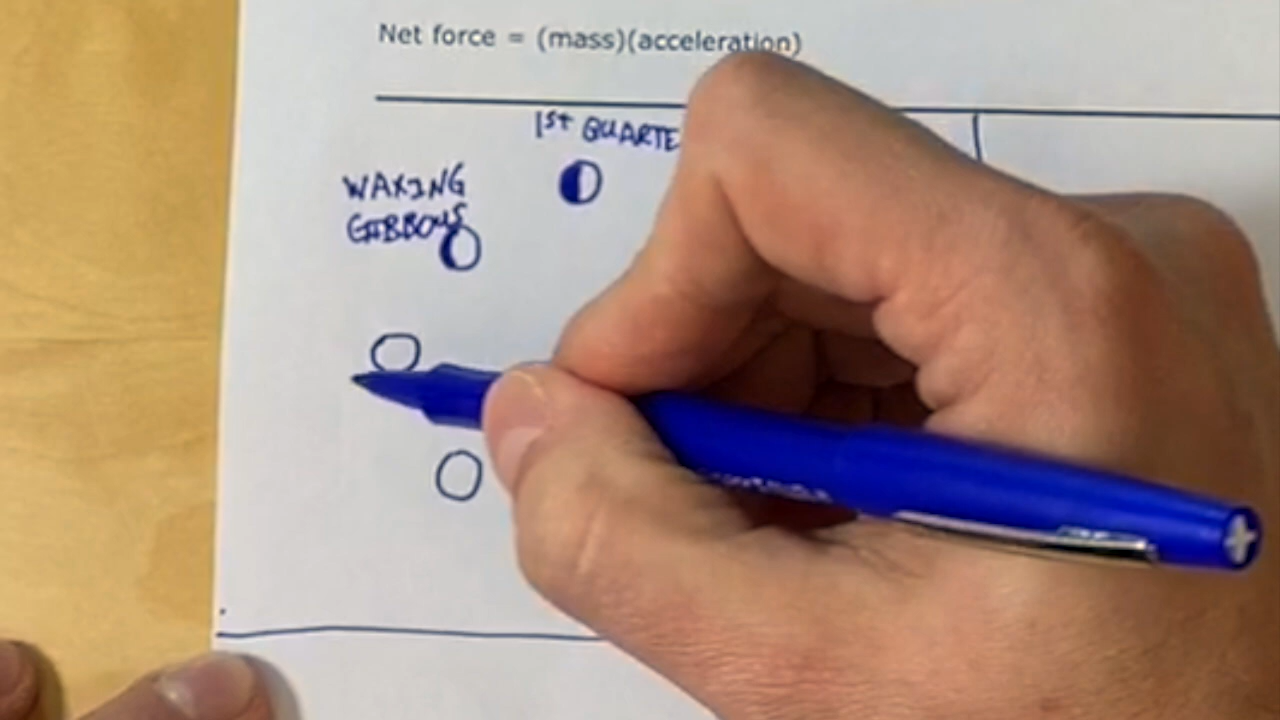 Net force = (mass)(acceleration)
1ST QUARTE
WAXING
GIBBOUS